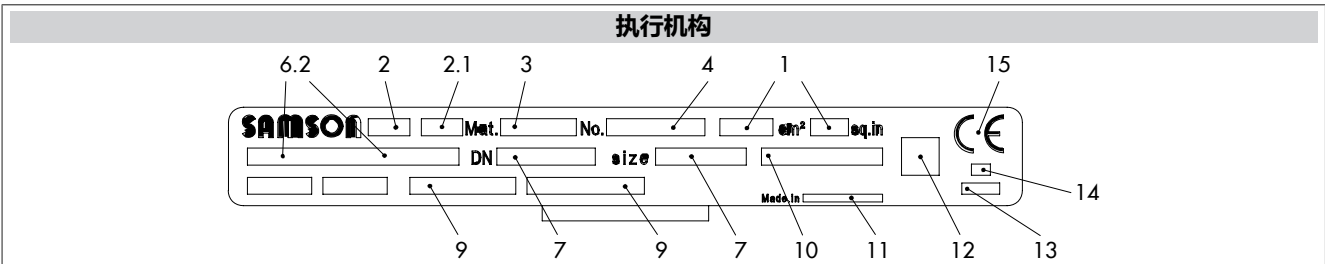 执行机构
6.2 2 2.1 3 4 1 15
SAMSON Mat. No. cm² sq.in CE
DN size
14
Made in
9 7 9 7 10 11 12 13